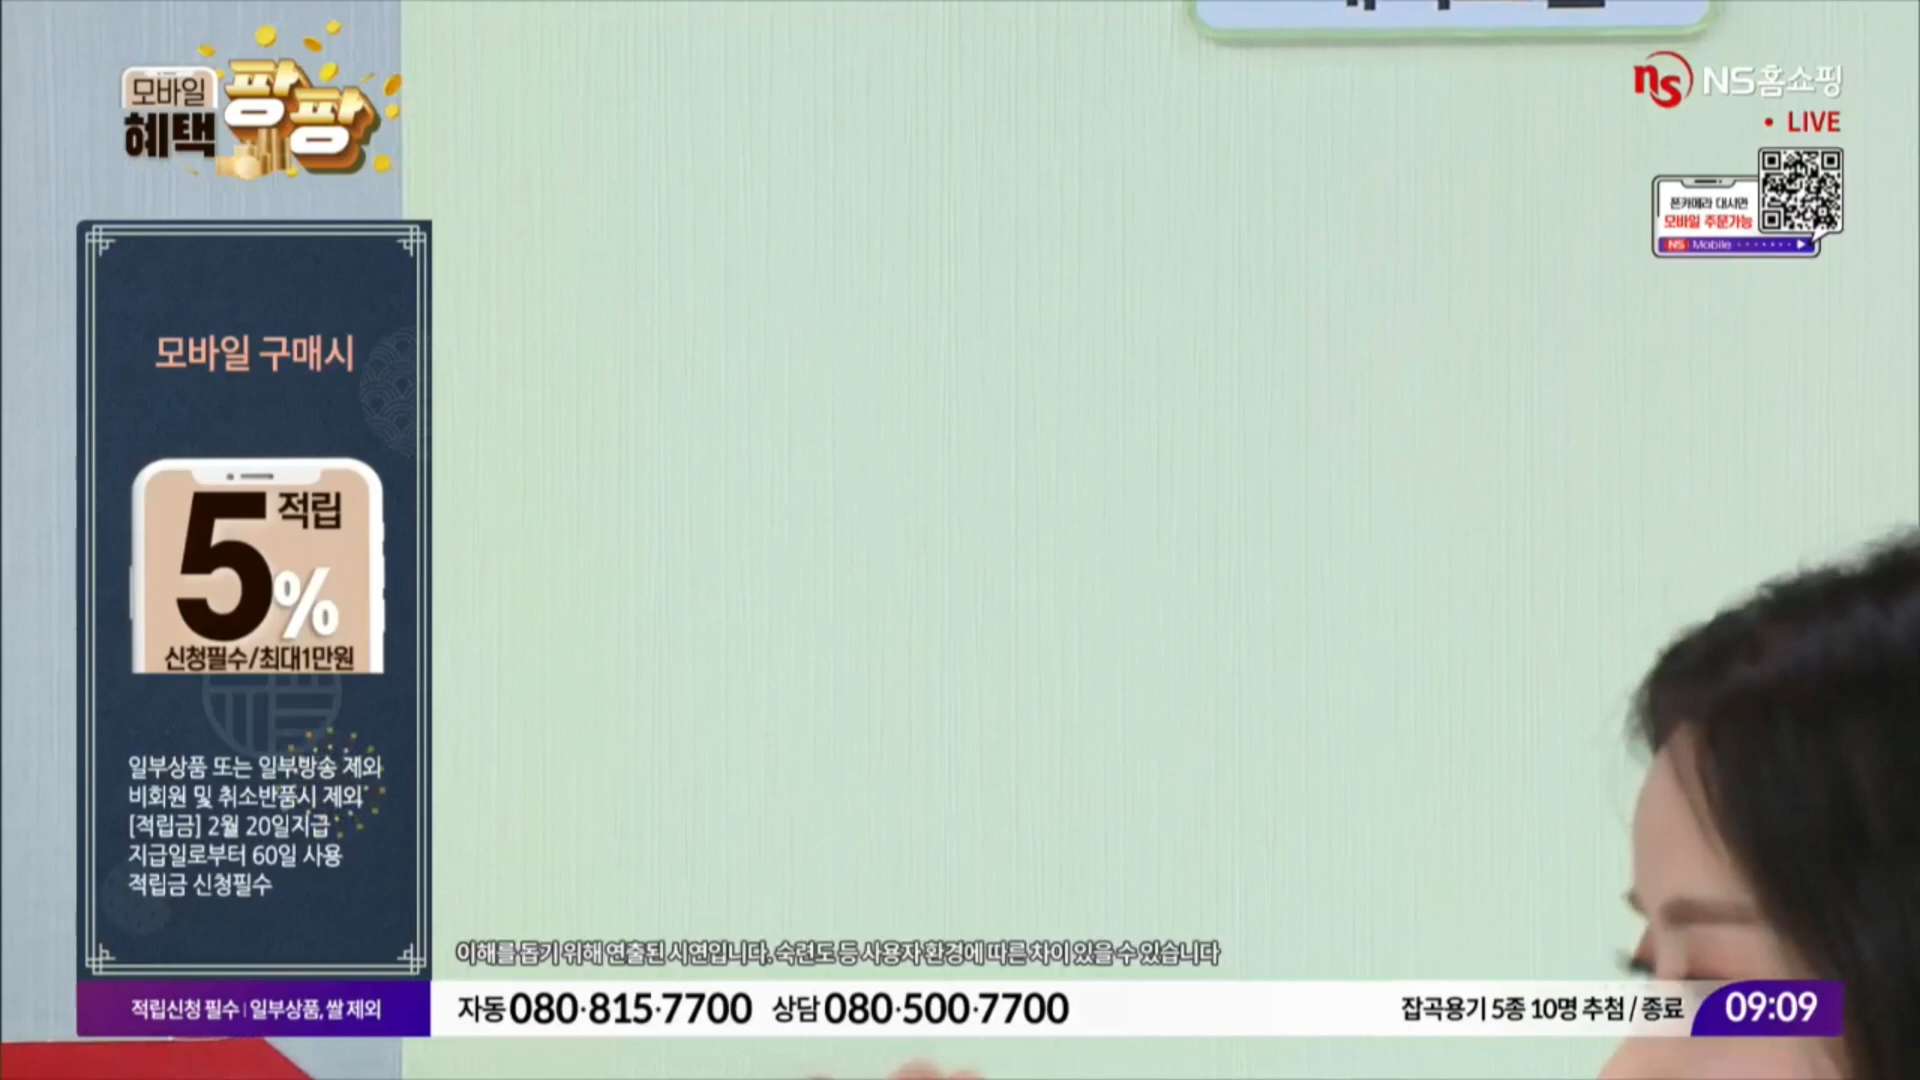 모바일
혜택
팡팡
NS홈쇼핑
• LIVE
폰카메라 대시면
모바일 주문가능
NS Mobile
모바일 구매시
5% 적립
신청필수/최대1만원
일부상품 또는 일부방송 제외
비회원 및 취소반품시 제외
[적립금] 2월 20일지급
지급일로부터 60일 사용
적립금 신청필수
이해를 돕기 위해 연출된 시연입니다. 숙련도 등 사용자 환경에 따른 차이 있을 수 있습니다
적립신청 필수 | 일부상품, 쌀 제외
자동 080·815·7700 상담 080·500·7700
잡곡용기 5종 10명 추첨 / 종료
09:09